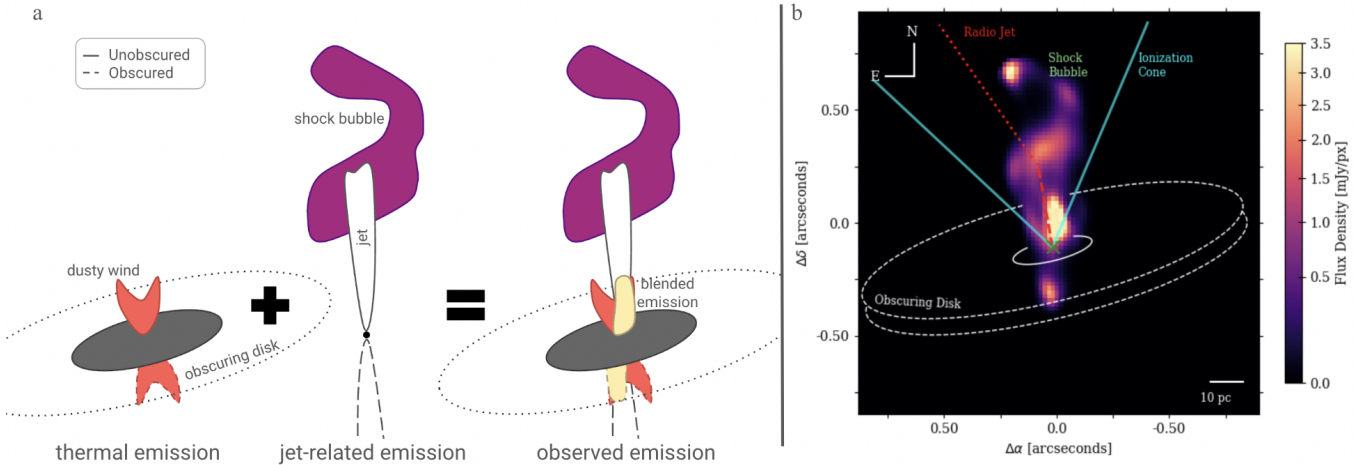 a
Unobscured
Obscured
shock bubble
jet
dusty wind
obscuring disk
blended
emission
thermal emission
jet-related emission
observed emission
b
N
E
Radio Jet
Shock
Bubble
Ionization
Cone
Obscuring Disk
10 pc
0.50
0.0
-0.50
Δδ [arcseconds]
0.50
0.0
-0.50
Δα [arcseconds]
3.5
3.0
2.5
2.0
1.5
1.0
0.5
0.0
Flux Density [mJy/px]